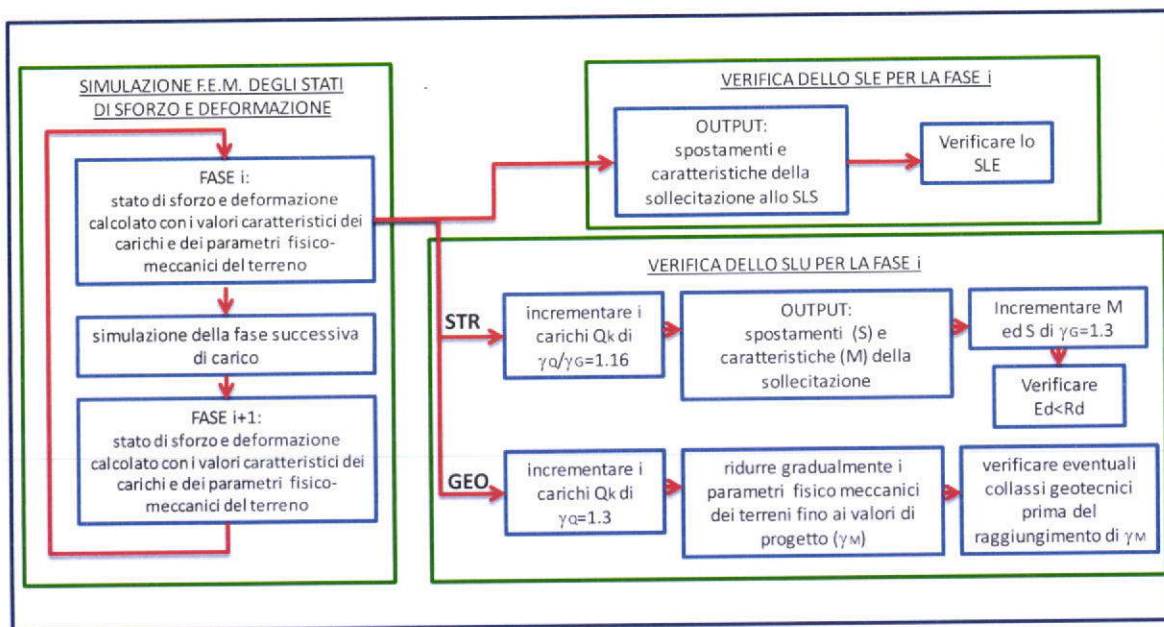 SIMULAZIONE F.E.M. DEGLI STATI
DI SFORZO E DEFORMAZIONE
FASE i:
stato di sforzo e deformazione
calcolato con i valori caratteristici dei
carichi e dei parametri fisico-
meccanici del terreno
simulazione della fase successiva
di carico
FASE i+1:
stato di sforzo e deformazione
calcolato con i valori caratteristici dei
carichi e dei parametri fisico-
meccanici del terreno
VERIFICA DELLO SLE PER LA FASE i
OUTPUT:
spostamenti e
caratteristiche della
sollecitazione allo SLS
Verificare lo
SLE
VERIFICA DELLO SLU PER LA FASE i
STR
incrementare i
carichi Qk di
γQ/γG=1.16
OUTPUT:
spostamenti (S) e
caratteristiche (M) della
sollecitazione
Incrementare M
ed S di γG=1.3
Verificare
Ed<Rd
GEO
incrementare i
carichi Qk di
γQ=1.3
ridurre gradualmente i
parametri fisico meccanici
dei terreni fino ai valori di
progetto (γM)
verificare eventuali
collassi geotecnici
prima del
raggiungimento di γM